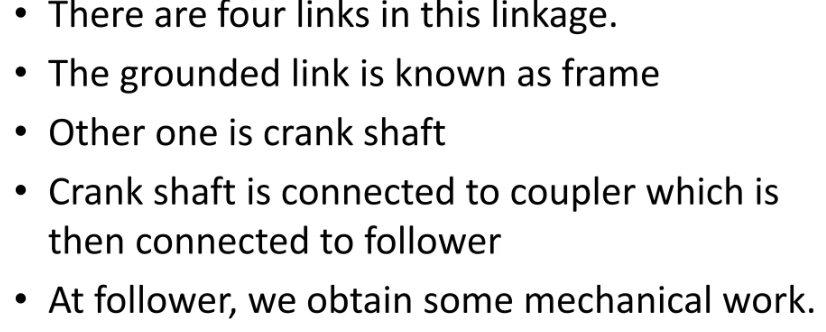 • There are four links in this linkage.
• The grounded link is known as frame
• Other one is crank shaft
• Crank shaft is connected to coupler which is
then connected to follower
• At follower, we obtain some mechanical work.